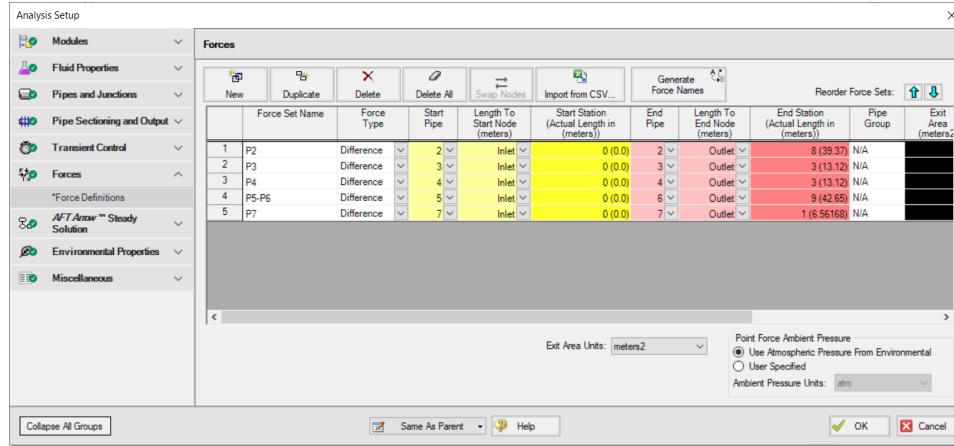 Analysis Setup
Modules
Fluid Properties
Pipes and Junctions
Pipe Sectioning and Output
Transient Control
Forces
*Force Definitions
AFT Arrow ™ Steady
Solution
Environmental Properties
Miscellaneous
Forces
New Duplicate Delete Delete All Swap Nodes Import from CSV... Generate Force Names
Reorder Force Sets:
Force Set Name Force Type Start Pipe Length To Start Node (meters) Start Station (Actual Length in (meters)) End Pipe Length To End Node (meters) End Station (Actual Length in (meters)) Pipe Group Exit Area (meters2
1 P2 Difference 2 Inlet 0 (0.0) 2 Outlet 8 (39.37) N/A
2 P3 Difference 3 Inlet 0 (0.0) 3 Outlet 3 (13.12) N/A
3 P4 Difference 4 Inlet 0 (0.0) 4 Outlet 3 (13.12) N/A
4 P5-P6 Difference 5 Inlet 0 (0.0) 6 Outlet 9 (42.65) N/A
5 P7 Difference 7 Inlet 0 (0.0) 7 Outlet 1 (6.56168) N/A
Exit Area Units: meters2
Point Force Ambient Pressure
Use Atmospheric Pressure From Environmental
User Specified
Ambient Pressure Units: atm
Collapse All Groups Same As Parent Help OK Cancel